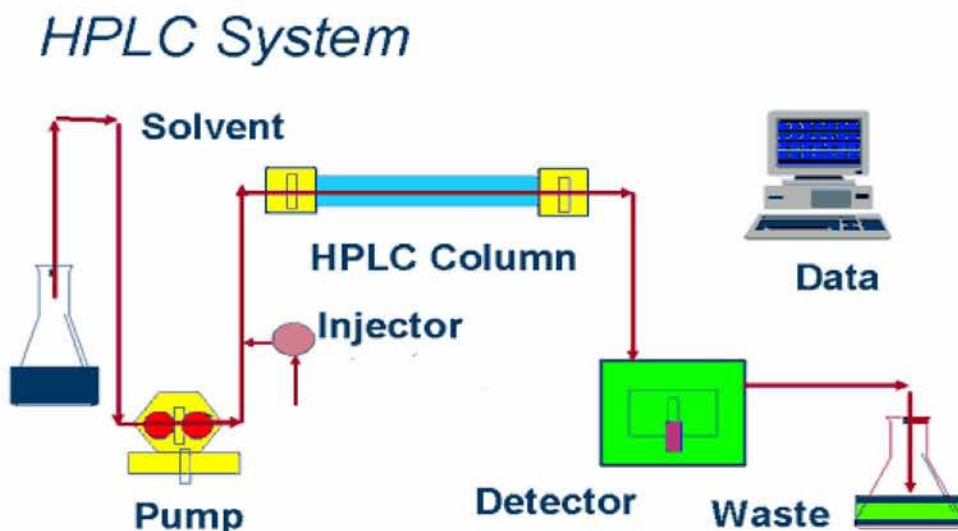 HPLC System
Solvent
HPLC Column
Data
Injector
Detector
Waste
Pump